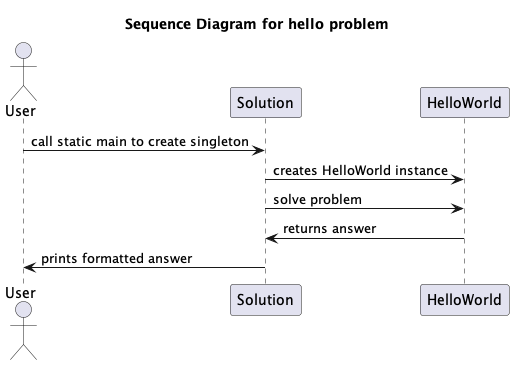 Sequence Diagram for hello problem
User
Solution
HelloWorld
call static main to create singleton
creates HelloWorld instance
solve problem
returns answer
prints formatted answer
User
Solution
HelloWorld